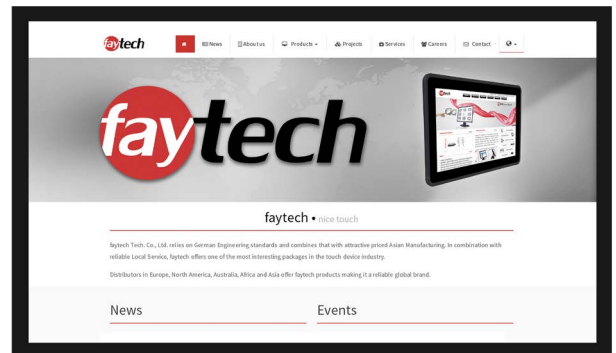 faytech
News
About us
Products
Projects
Services
Careers
Contact
faytech
faytech • nice touch
faytech Tech. Co., Ltd. relies on German Engineering standards and combines that with attractive priced Asian Manufacturing. In combination with
reliable Local Service, faytech offers one of the most interesting packages in the touch device industry.
Distributors in Europe, North America, Australia, Africa and Asia offer faytech products making it a reliable global brand.
News
Events